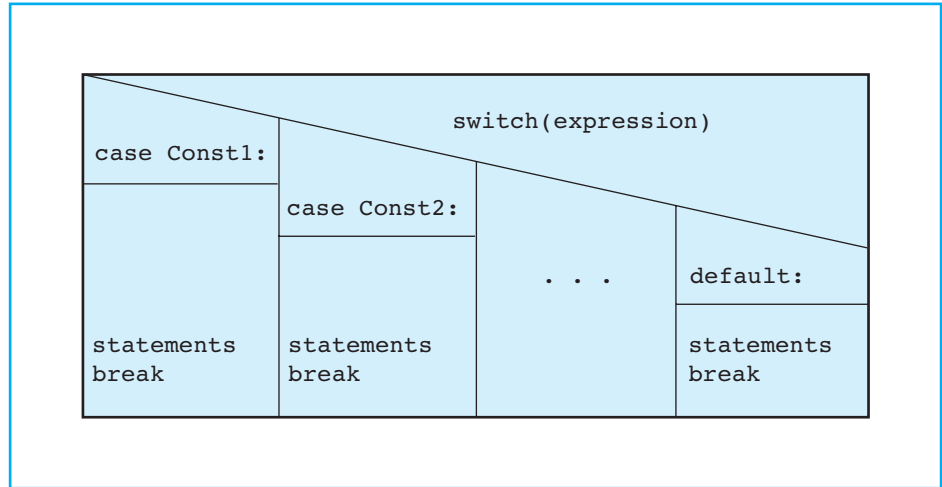 switch(expression)
case Const1:
case Const2:
. . .
default:
statements
break
statements
break
statements
break